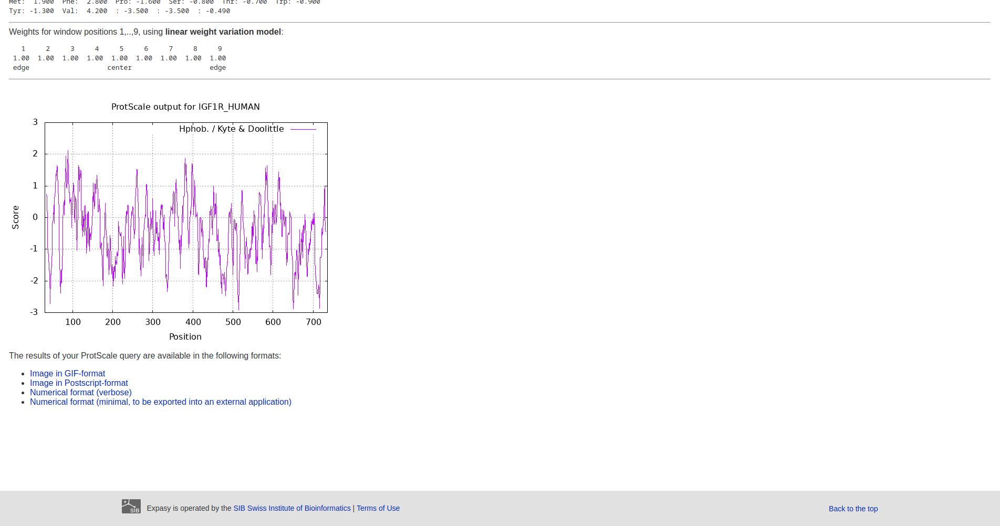 Met:  1.900  Phe:  2.800  Pro: -1.600  Ser: -0.800  Thr: -0.700  Trp: -0.900
Tyr: -1.300  Val:  4.200  : -3.500  : -3.500  : -0.490
Weights for window positions 1,..,9, using linear weight variation model:
1 2 3 4 5 6 7 8 9
1.00 1.00 1.00 1.00 1.00 1.00 1.00 1.00 1.00
edge center edge
ProtScale output for IGF1R_HUMAN
Hphob. / Kyte & Doolittle
3
2
1
0
-1
-2
-3
Score
100 200 300 400 500 600 700
Position
The results of your ProtScale query are available in the following formats:
• Image in GIF-format
• Image in Postscript-format
• Numerical format (verbose)
• Numerical format (minimal, to be exported into an external application)
SIB
Expasy is operated by the SIB Swiss Institute of Bioinformatics | Terms of Use
Back to the top